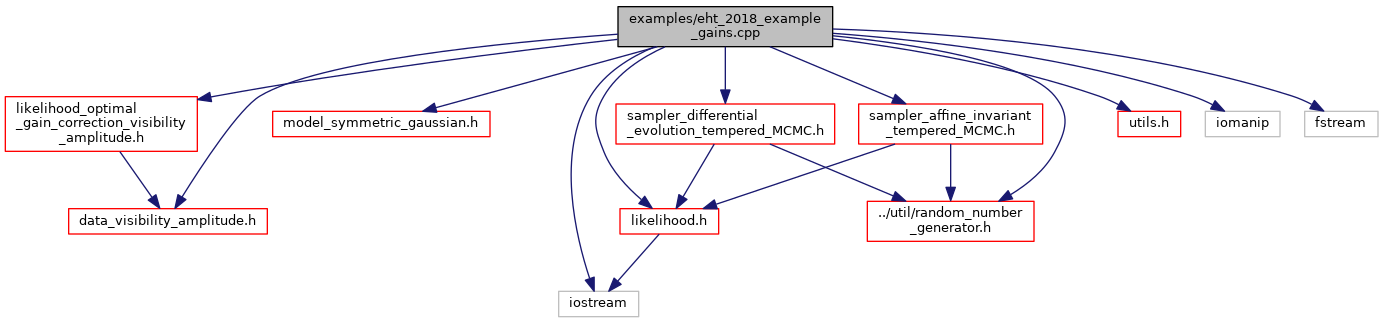 examples/eht_2018_example
_gains.cpp
likelihood_optimal
_gain_correction_visibility
_amplitude.h
model_symmetric_gaussian.h
sampler_differential
_evolution_tempered_MCMC.h
sampler_affine_invariant
_tempered_MCMC.h
utils.h
iomanip
fstream
data_visibility_amplitude.h
likelihood.h
../util/random_number
_generator.h
iostream